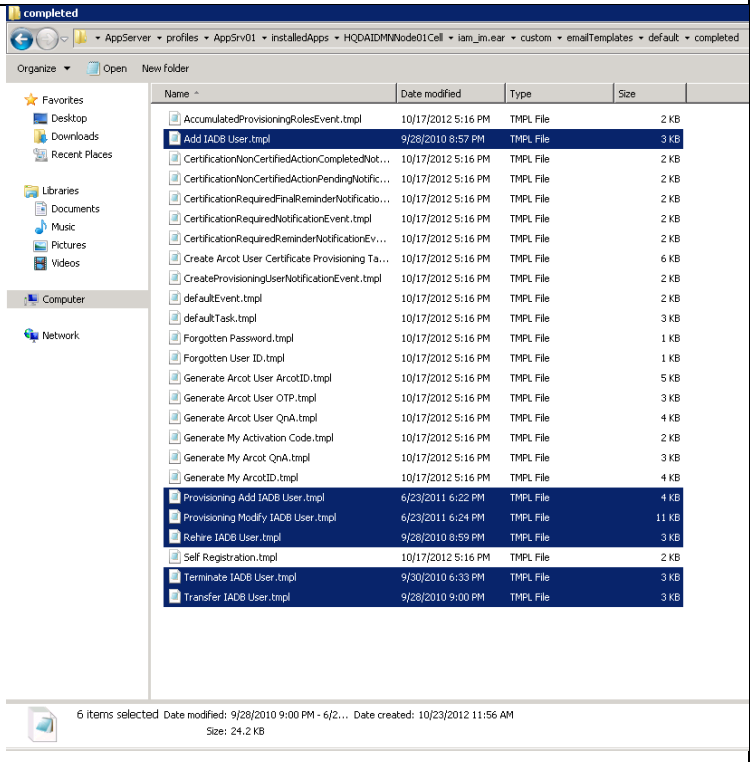 completed
AppServer ▾ profiles ▾ AppSrv01 ▾ installedApps ▾ HQDAIDMNNode01Cell ▾ iam_im.ear ▾ custom ▾ emailTemplates ▾ default ▾ completed
Organize ▾ Open New folder
Name Date modified Type Size
Favorites
Desktop
Downloads
Recent Places
Libraries
Documents
Music
Pictures
Videos
Computer
Network
AccumulatedProvisioningRolesEvent.tmpl 10/17/2012 5:16 PM TMPL File 2 KB
Add IADB User.tmpl 9/28/2010 8:57 PM TMPL File 3 KB
CertificationNonCertifiedActionCompletedNot... 10/17/2012 5:16 PM TMPL File 2 KB
CertificationNonCertifiedActionPendingNotific... 10/17/2012 5:16 PM TMPL File 2 KB
CertificationRequiredFinalReminderNotificatio... 10/17/2012 5:16 PM TMPL File 2 KB
CertificationRequiredNotificationEvent.tmpl 10/17/2012 5:16 PM TMPL File 2 KB
CertificationRequiredReminderNotificationEv... 10/17/2012 5:16 PM TMPL File 2 KB
Create Arcot User Certificate Provisioning Ta... 10/17/2012 5:16 PM TMPL File 6 KB
CreateProvisioningUserNotificationEvent.tmpl 10/17/2012 5:16 PM TMPL File 2 KB
defaultEvent.tmpl 10/17/2012 5:16 PM TMPL File 2 KB
defaultTask.tmpl 10/17/2012 5:16 PM TMPL File 3 KB
Forgotten Password.tmpl 10/17/2012 5:16 PM TMPL File 1 KB
Forgotten User ID.tmpl 10/17/2012 5:16 PM TMPL File 1 KB
Generate Arcot User ArcotID.tmpl 10/17/2012 5:16 PM TMPL File 5 KB
Generate Arcot User OTP.tmpl 10/17/2012 5:16 PM TMPL File 3 KB
Generate Arcot User QnA.tmpl 10/17/2012 5:16 PM TMPL File 4 KB
Generate My Activation Code.tmpl 10/17/2012 5:16 PM TMPL File 2 KB
Generate My Arcot QnA.tmpl 10/17/2012 5:16 PM TMPL File 3 KB
Generate My ArcotID.tmpl 10/17/2012 5:16 PM TMPL File 4 KB
Provisioning Add IADB User.tmpl 6/23/2011 6:22 PM TMPL File 4 KB
Provisioning Modify IADB User.tmpl 6/23/2011 6:24 PM TMPL File 11 KB
Rehire IADB User.tmpl 9/28/2010 8:59 PM TMPL File 3 KB
Self Registration.tmpl 10/17/2012 5:16 PM TMPL File 2 KB
Terminate IADB User.tmpl 9/30/2010 6:33 PM TMPL File 3 KB
Transfer IADB User.tmpl 9/28/2010 9:00 PM TMPL File 3 KB
6 items selected Date modified: 9/28/2010 9:00 PM - 6/2... Date created: 10/23/2012 11:56 AM
Size: 24.2 KB